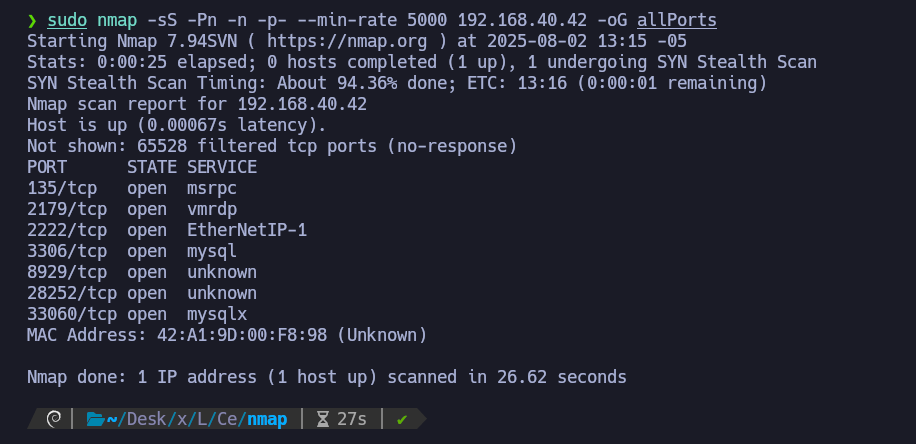 ❯ sudo nmap -sS -Pn -n -p- --min-rate 5000 192.168.40.42 -oG allPorts
Starting Nmap 7.94SVN ( https://nmap.org ) at 2025-08-02 13:15 -05
Stats: 0:00:25 elapsed; 0 hosts completed (1 up), 1 undergoing SYN Stealth Scan
SYN Stealth Scan Timing: About 94.36% done; ETC: 13:16 (0:00:01 remaining)
Nmap scan report for 192.168.40.42
Host is up (0.00067s latency).
Not shown: 65528 filtered tcp ports (no-response)
PORT      STATE SERVICE
135/tcp   open  msrpc
2179/tcp  open  vmrdp
2222/tcp  open  EtherNetIP-1
3306/tcp  open  mysql
8929/tcp  open  unknown
28252/tcp open  unknown
33060/tcp open  mysqlx
MAC Address: 42:A1:9D:00:F8:98 (Unknown)
Nmap done: 1 IP address (1 host up) scanned in 26.62 seconds
~/Desk/x/L/Ce/nmap 27s ✔